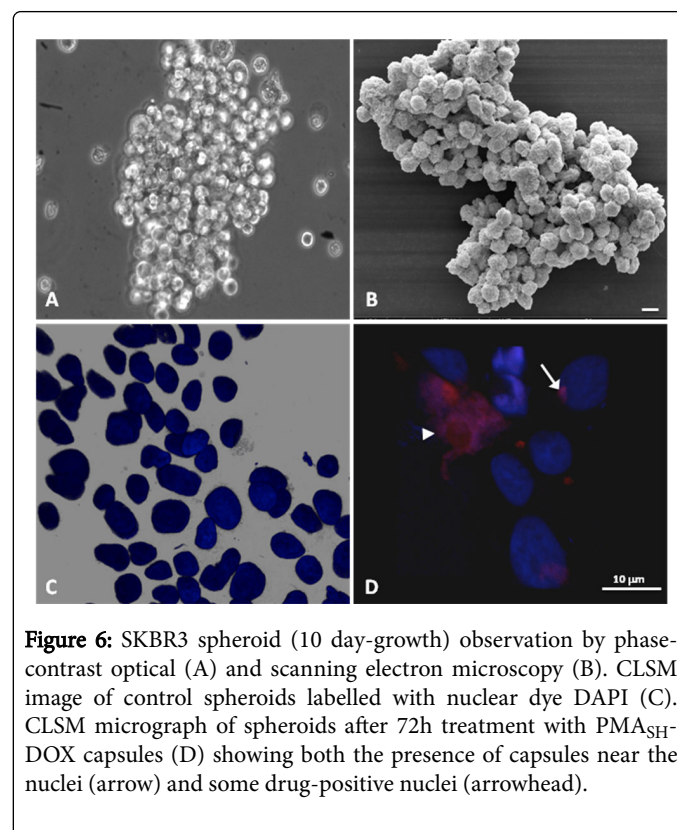 A
B
C
D
10 µm
Figure 6: SKBR3 spheroid (10 day-growth) observation by phase-
contrast optical (A) and scanning electron microscopy (B). CLSM
image of control spheroids labelled with nuclear dye DAPI (C).
CLSM micrograph of spheroids after 72h treatment with PMASH-
DOX capsules (D) showing both the presence of capsules near the
nuclei (arrow) and some drug-positive nuclei (arrowhead).